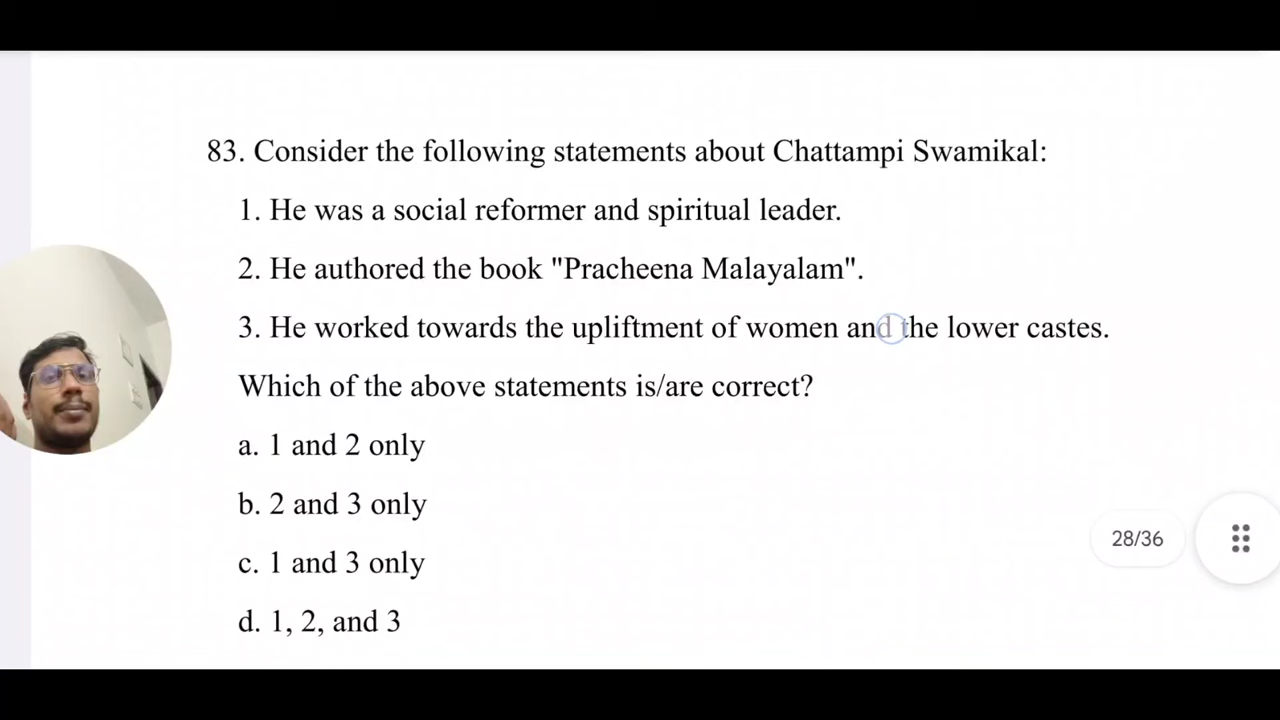 83. Consider the following statements about Chattampi Swamikal:
1. He was a social reformer and spiritual leader.
2. He authored the book "Pracheena Malayalam".
3. He worked towards the upliftment of women and the lower castes.
Which of the above statements is/are correct?
a. 1 and 2 only
b. 2 and 3 only
c. 1 and 3 only
28/36
d. 1, 2, and 3